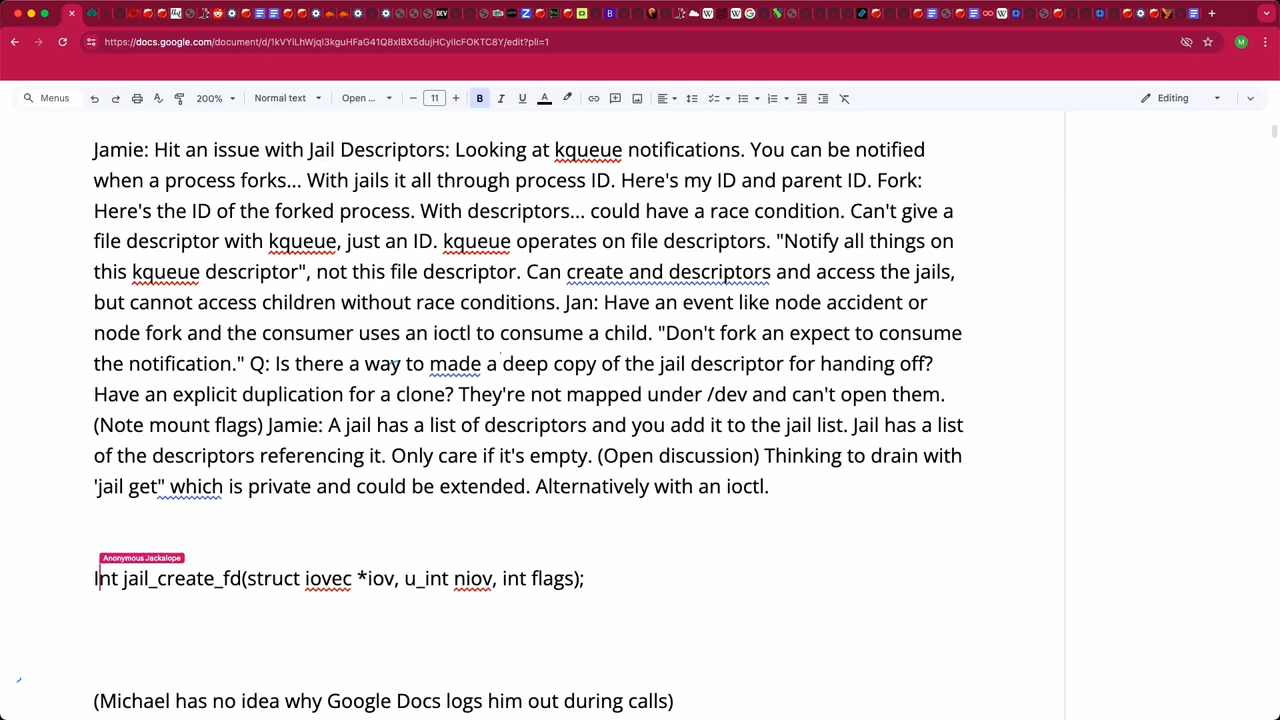 https://docs.google.com/document/d/1kVYiLhWjql3kguHFaG41Q8xlBX5dujHCyiIcFOKTC8Y/edit?pli=1
Menus 200% Normal text Open ... 11 B I U A Editing
Jamie: Hit an issue with Jail Descriptors: Looking at kqueue notifications. You can be notified
when a process forks... With jails it all through process ID. Here's my ID and parent ID. Fork:
Here's the ID of the forked process. With descriptors... could have a race condition. Can't give a
file descriptor with kqueue, just an ID. kqueue operates on file descriptors. "Notify all things on
this kqueue descriptor", not this file descriptor. Can create and descriptors and access the jails,
but cannot access children without race conditions. Jan: Have an event like node accident or
node fork and the consumer uses an ioctl to consume a child. "Don't fork an expect to consume
the notification." Q: Is there a way to made a deep copy of the jail descriptor for handing off?
Have an explicit duplication for a clone? They're not mapped under /dev and can't open them.
(Note mount flags) Jamie: A jail has a list of descriptors and you add it to the jail list. Jail has a list
of the descriptors referencing it. Only care if it's empty. (Open discussion) Thinking to drain with
'jail get" which is private and could be extended. Alternatively with an ioctl.
Anonymous Jackalope
Int jail_create_fd(struct iovec *iov, u_int niov, int flags);
(Michael has no idea why Google Docs logs him out during calls)